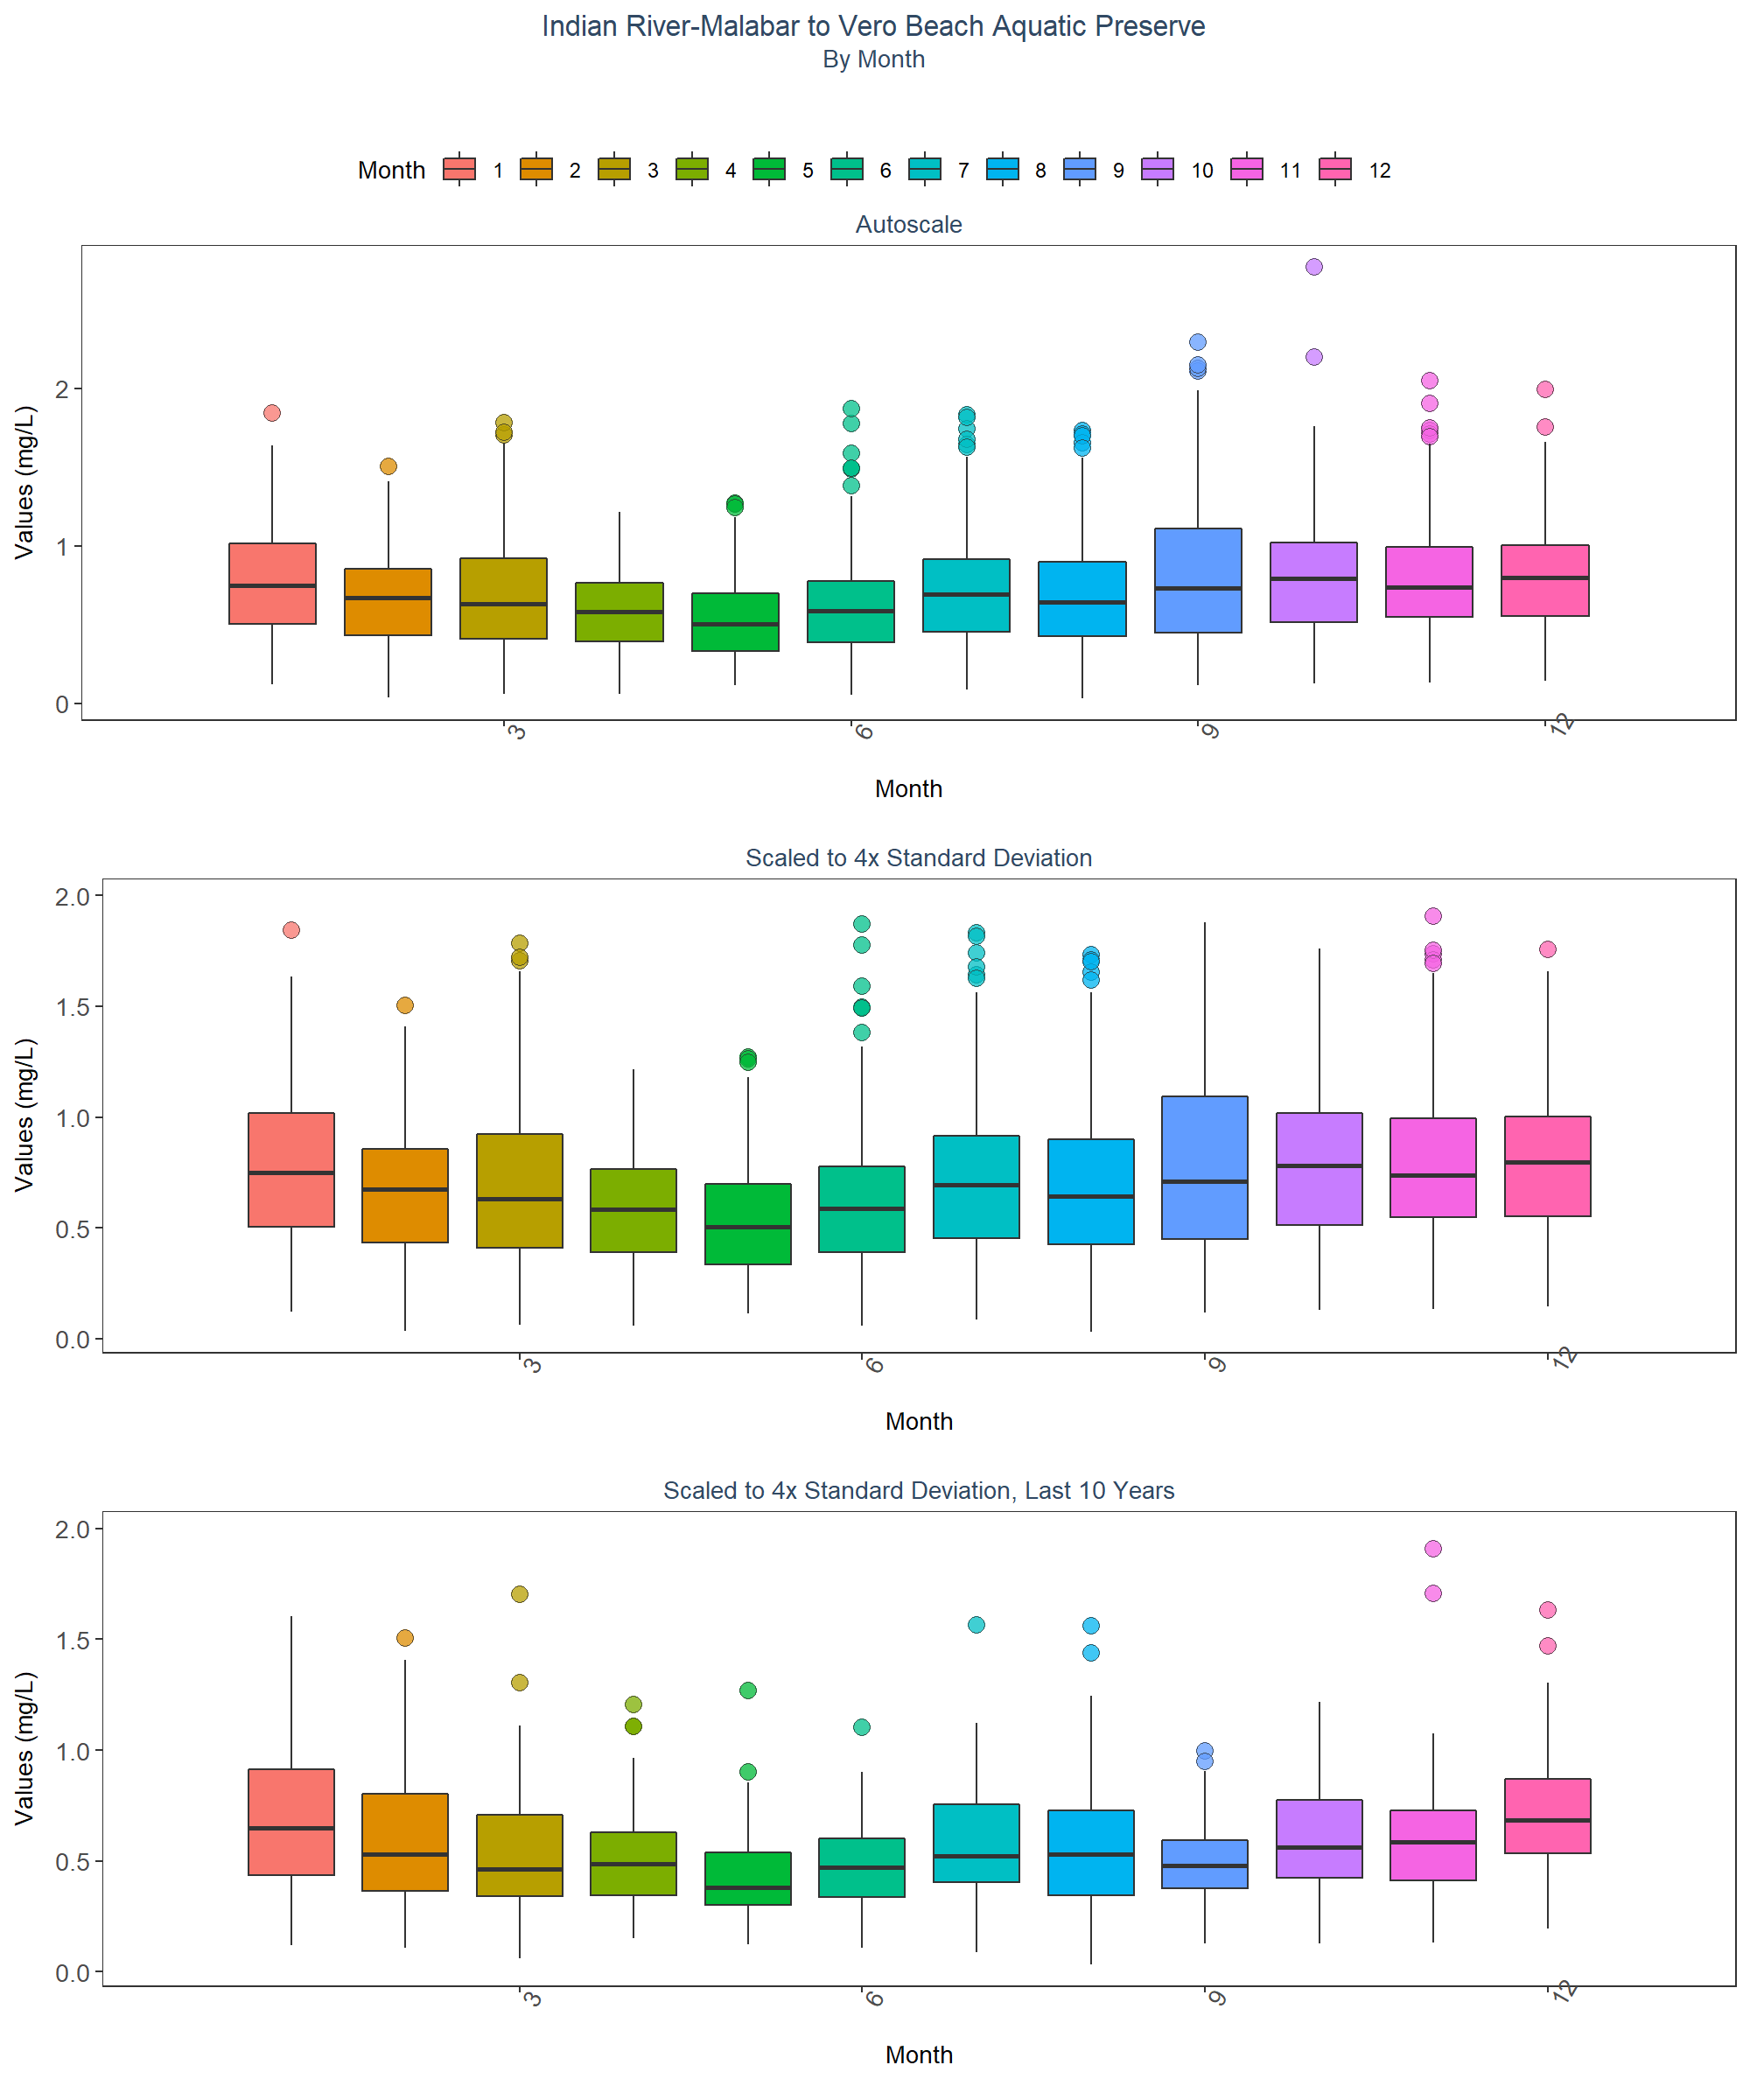 Indian River-Malabar to Vero Beach Aquatic Preserve
By Month
Month 1 2 3 4 5 6 7 8 9 10 11 12
Autoscale
Values (mg/L)
2
1
0
3 6 9 12
Month
Scaled to 4x Standard Deviation
Values (mg/L)
2.0
1.5
1.0
0.5
0.0
3 6 9 12
Month
Scaled to 4x Standard Deviation, Last 10 Years
Values (mg/L)
2.0
1.5
1.0
0.5
0.0
3 6 9 12
Month